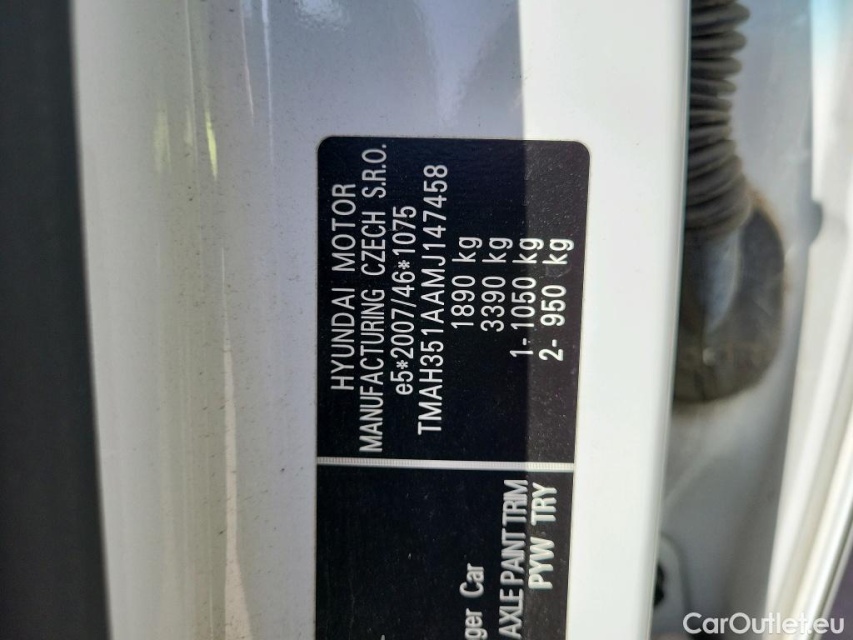 HYUNDAI MOTOR
MANUFACTURING CZECH S.R.O.
e5*2007/46*1075
TMAH351AAMJ147458
1890 kg
3390 kg
1- 1050 kg
2- 950 kg
AXLE PAINT TRIM
PYW TRY
Car
CarOutlet.eu